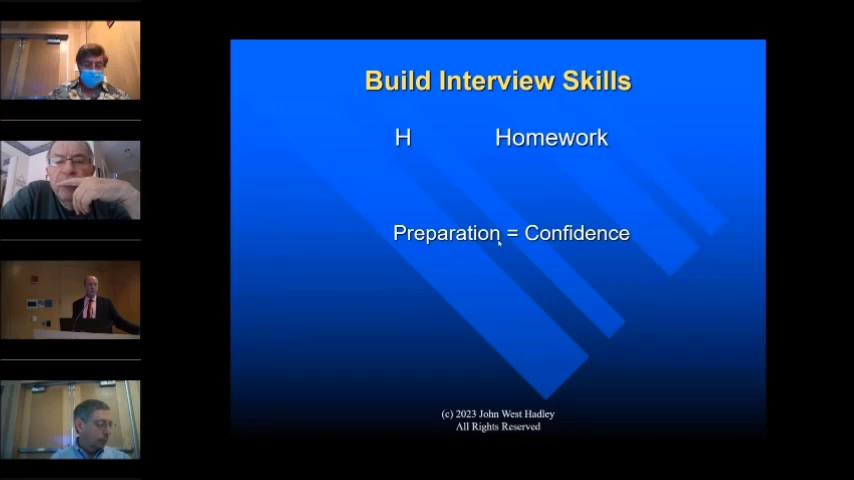 Build Interview Skills
H Homework
Preparation = Confidence
(c) 2023 John West Hadley
All Rights Reserved